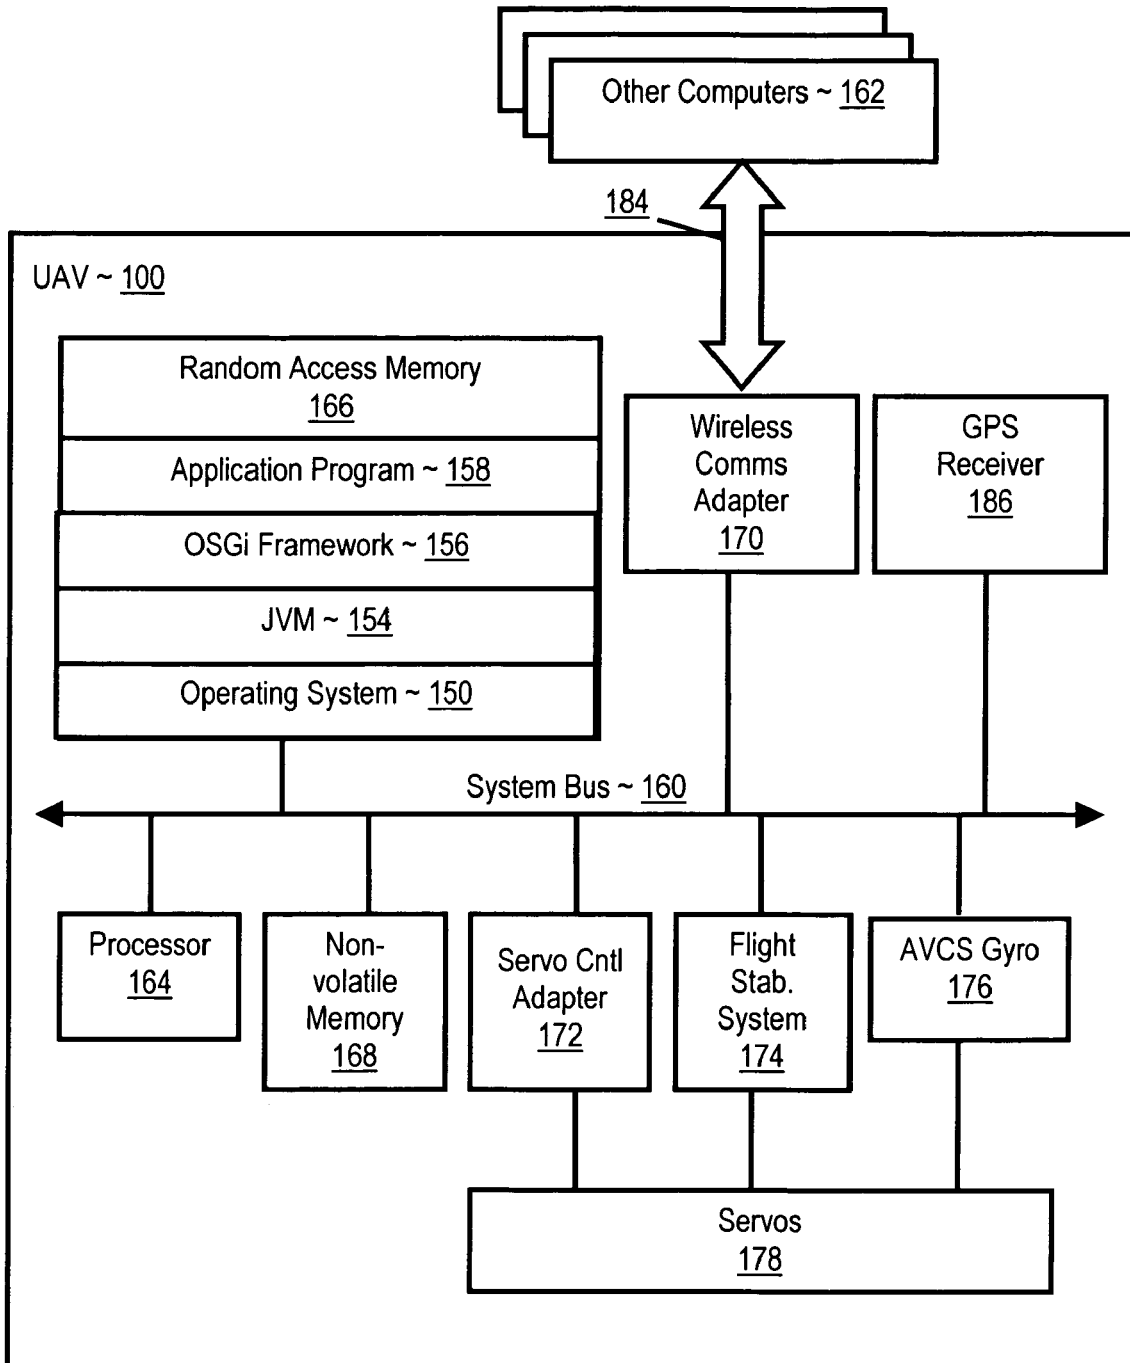 Other Computers ~ 162
184
UAV ~ 100
Random Access Memory
166
Application Program ~ 158
OSGi Framework ~ 156
JVM ~ 154
Operating System ~ 150
Wireless
Comms
Adapter
170
GPS
Receiver
186
System Bus ~ 160
Processor
164
Non-
volatile
Memory
168
Servo Cntl
Adapter
172
Flight
Stab.
System
174
AVCS Gyro
176
Servos
178